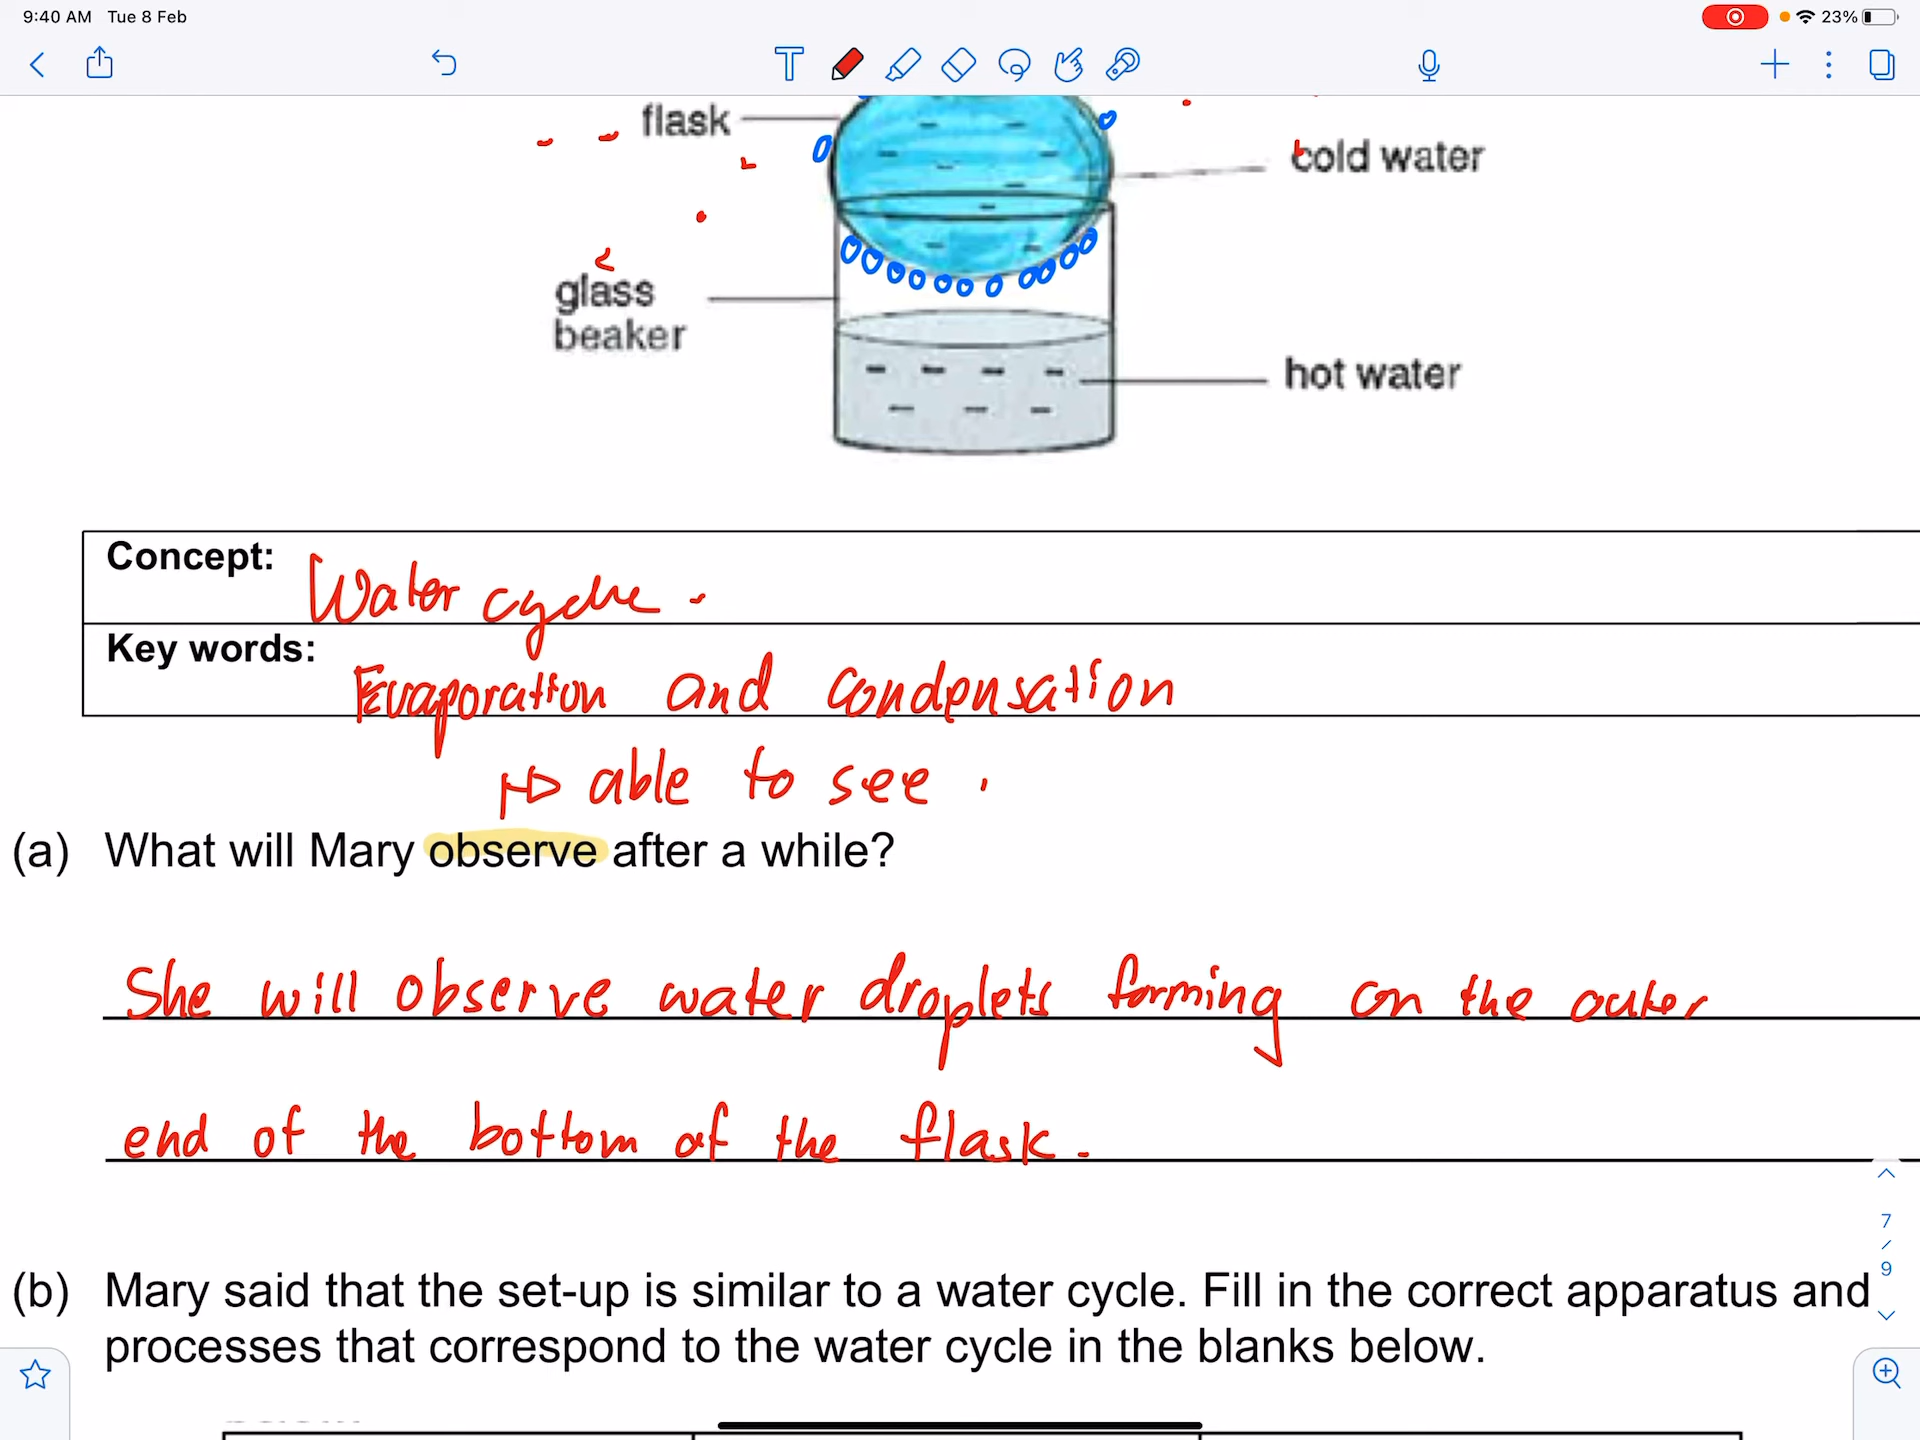 9:40 AM Tue 8 Feb
23%
T
flask
cold water
glass
beaker
hot water
Concept: Water cycle.
Key words: Evaporation and condensation
able to see.
(a) What will Mary observe after a while?
She will observe water droplets forming on the outer
end of the bottom of the flask.
(b) Mary said that the set-up is similar to a water cycle. Fill in the correct apparatus and
processes that correspond to the water cycle in the blanks below.
7
/
9